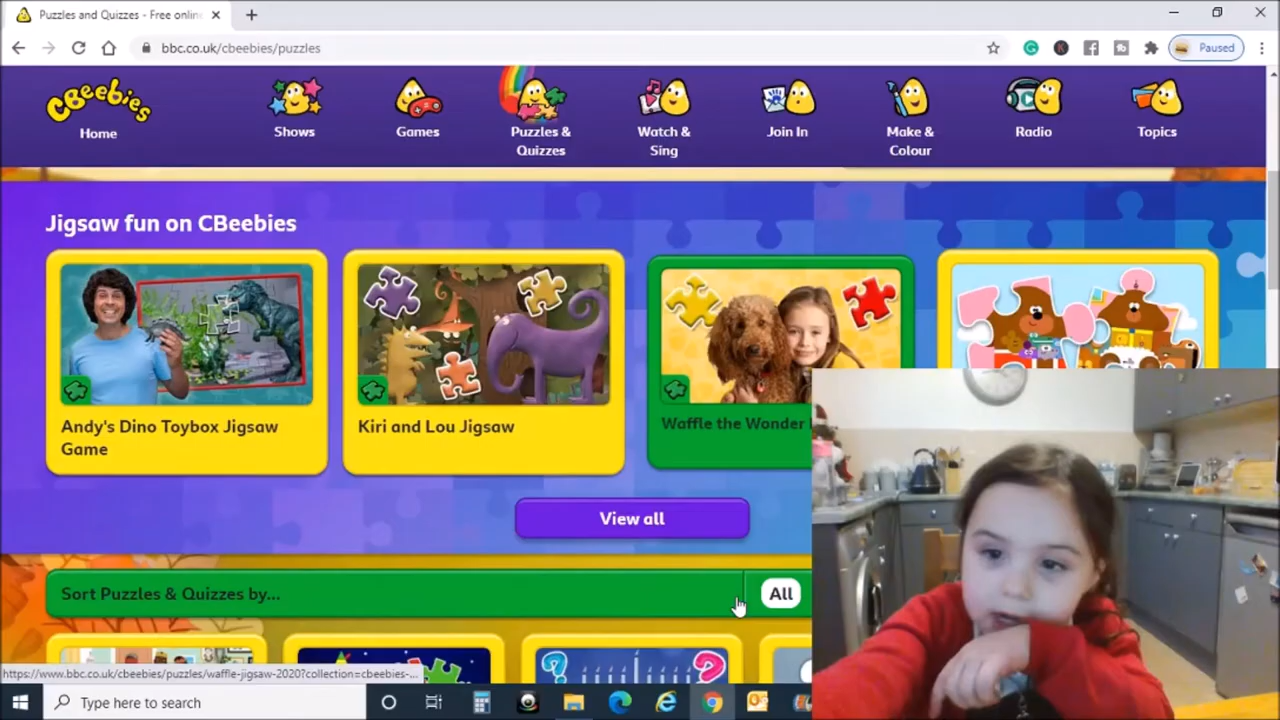 Puzzles and Quizzes - Free onlin
bbc.co.uk/cbeebies/puzzles
Paused
CBeebies
Home
Shows
Games
Puzzles &
Quizzes
Watch &
Sing
Join In
Make &
Colour
Radio
Topics
Jigsaw fun on CBeebies
Andy's Dino Toybox Jigsaw
Game
Kiri and Lou Jigsaw
Waffle the Wonder
View all
Sort Puzzles & Quizzes by...
All
https://www.bbc.co.uk/cbeebies/puzzles/waffle-jigsaw-2020?collection=cbeebies-...
Type here to search